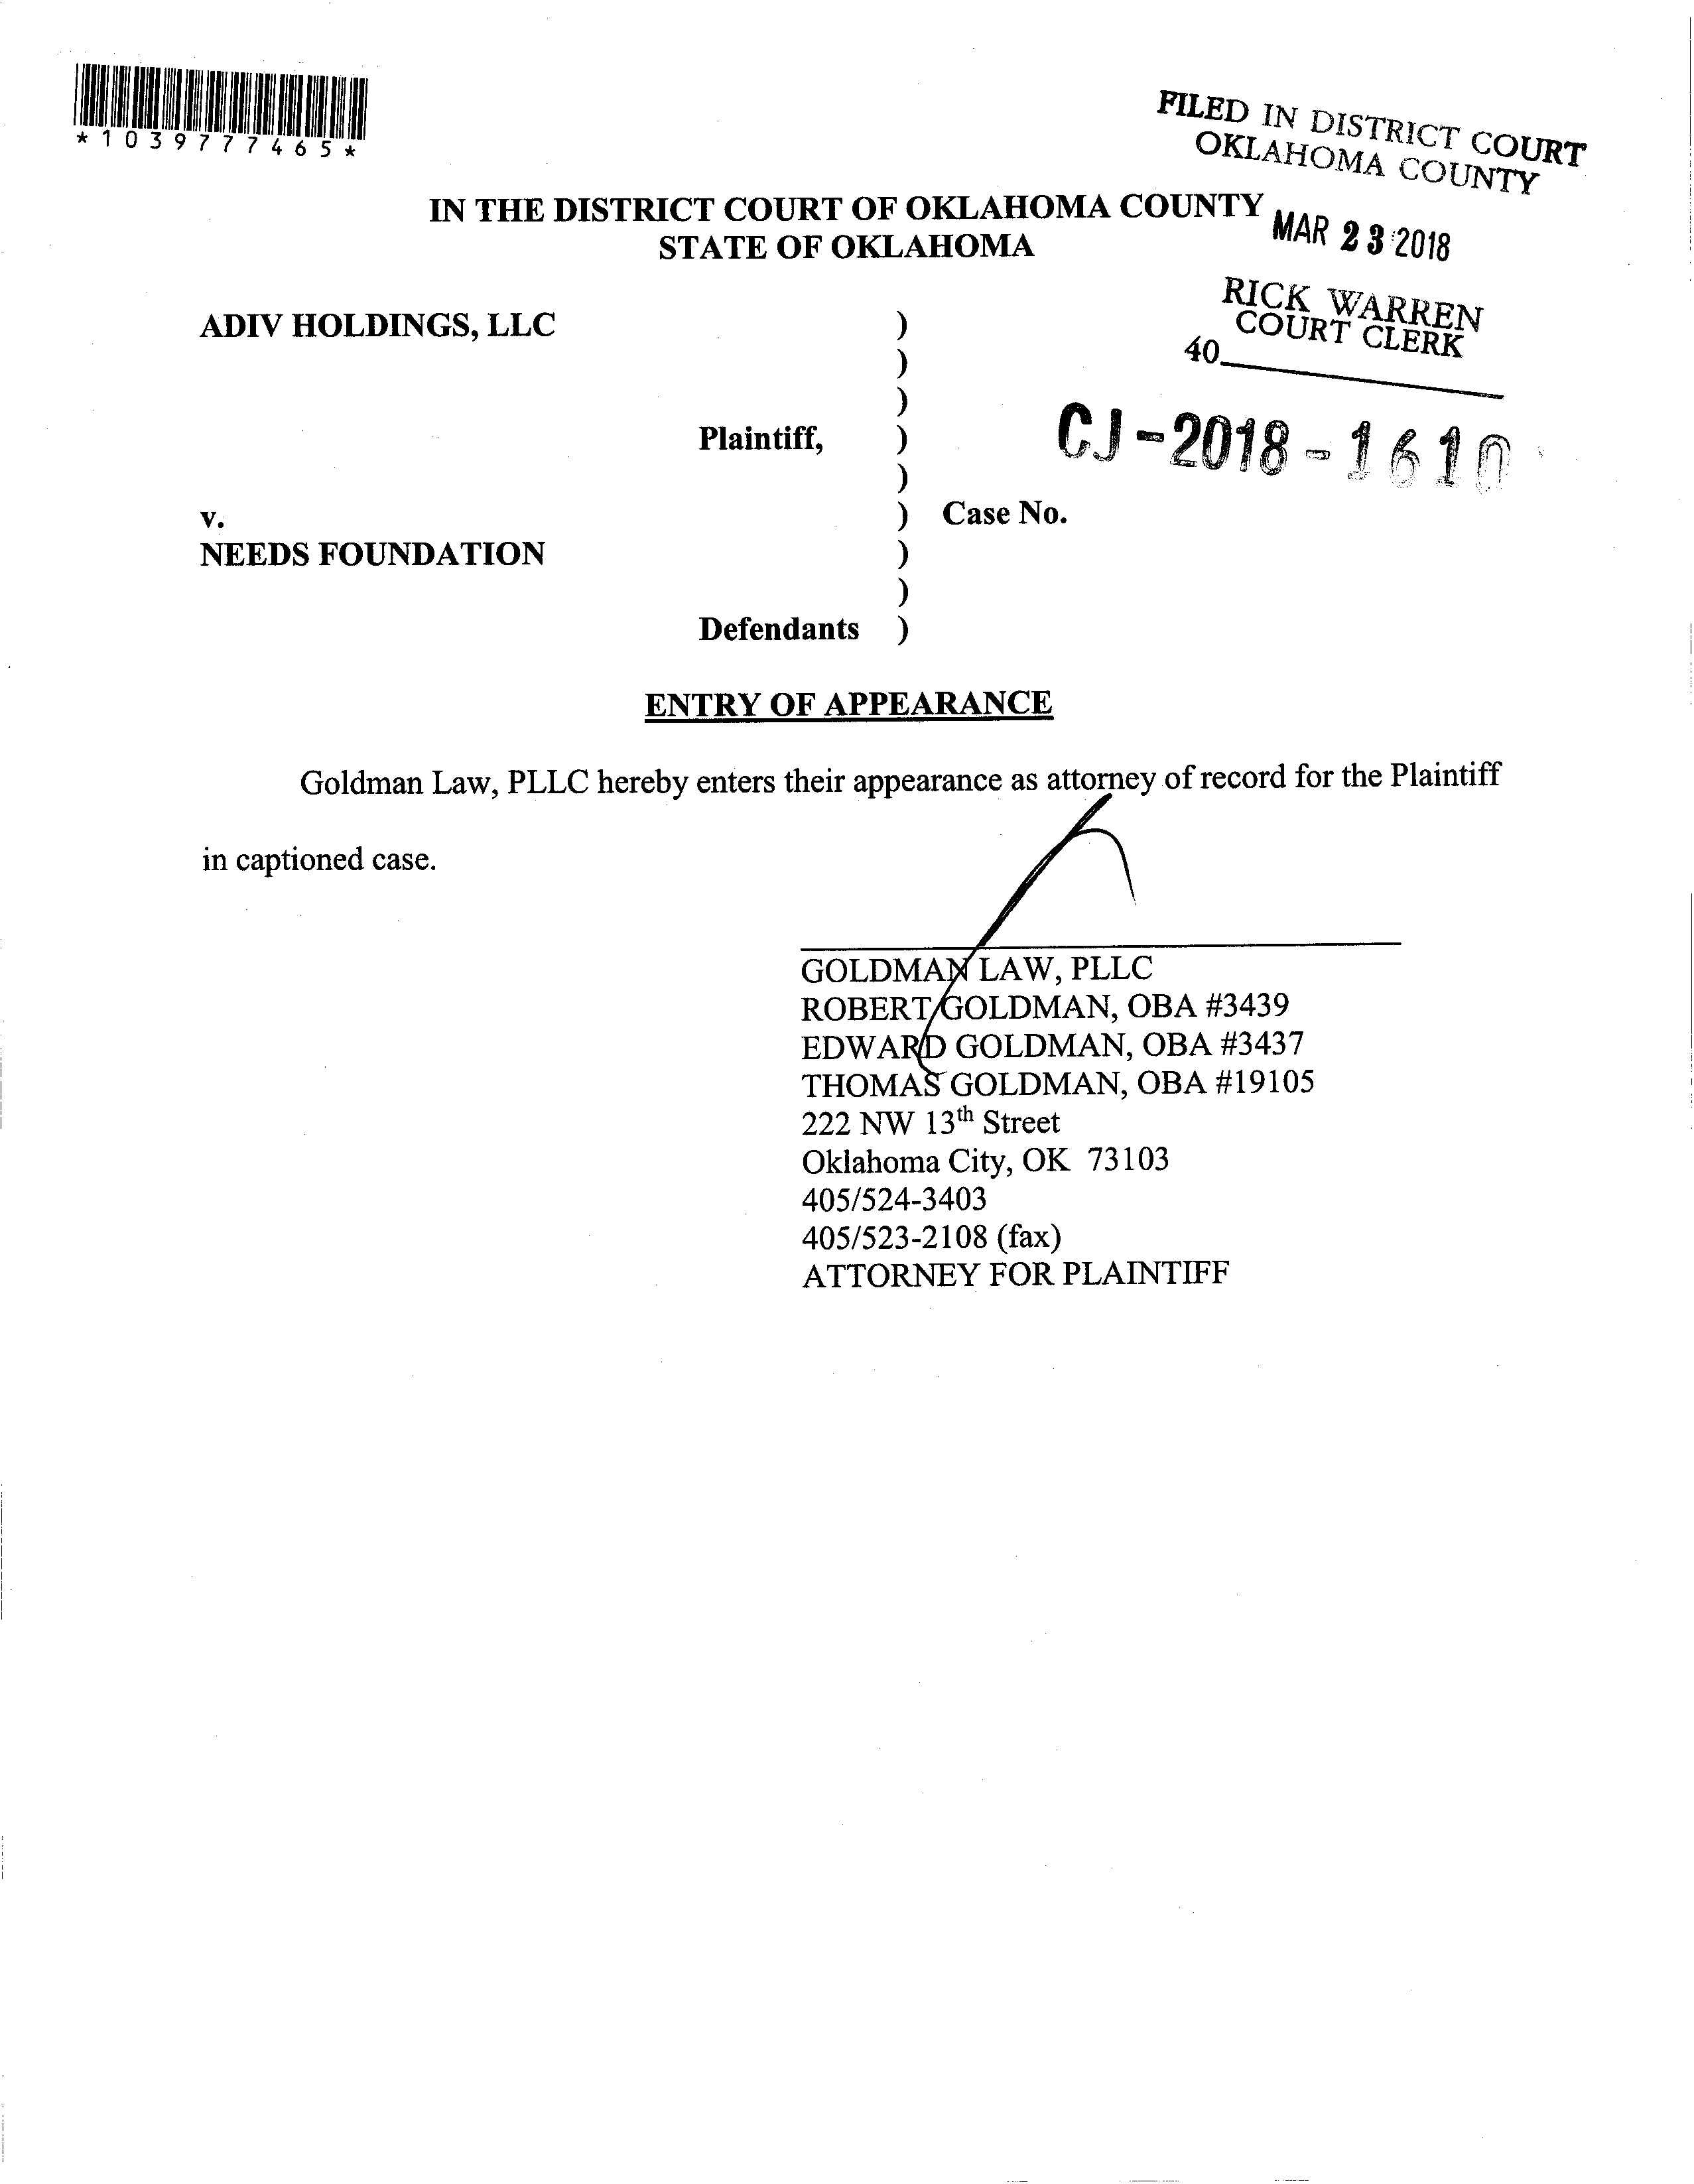 *1039777465*
FILED IN DISTRICT COURT
OKLAHOMA COUNTY
IN THE DISTRICT COURT OF OKLAHOMA COUNTY
STATE OF OKLAHOMA
MAR 23 2018
RICK WARREN
COURT CLERK
40
ADIV HOLDINGS, LLC )
)
)
Plaintiff, )
CJ-2018-1610
)
v. ) Case No.
NEEDS FOUNDATION )
)
Defendants )
ENTRY OF APPEARANCE
Goldman Law, PLLC hereby enters their appearance as attorney of record for the Plaintiff
in captioned case.
GOLDMAN LAW, PLLC
ROBERT GOLDMAN, OBA #3439
EDWARD GOLDMAN, OBA #3437
THOMAS GOLDMAN, OBA #19105
222 NW 13th Street
Oklahoma City, OK 73103
405/524-3403
405/523-2108 (fax)
ATTORNEY FOR PLAINTIFF